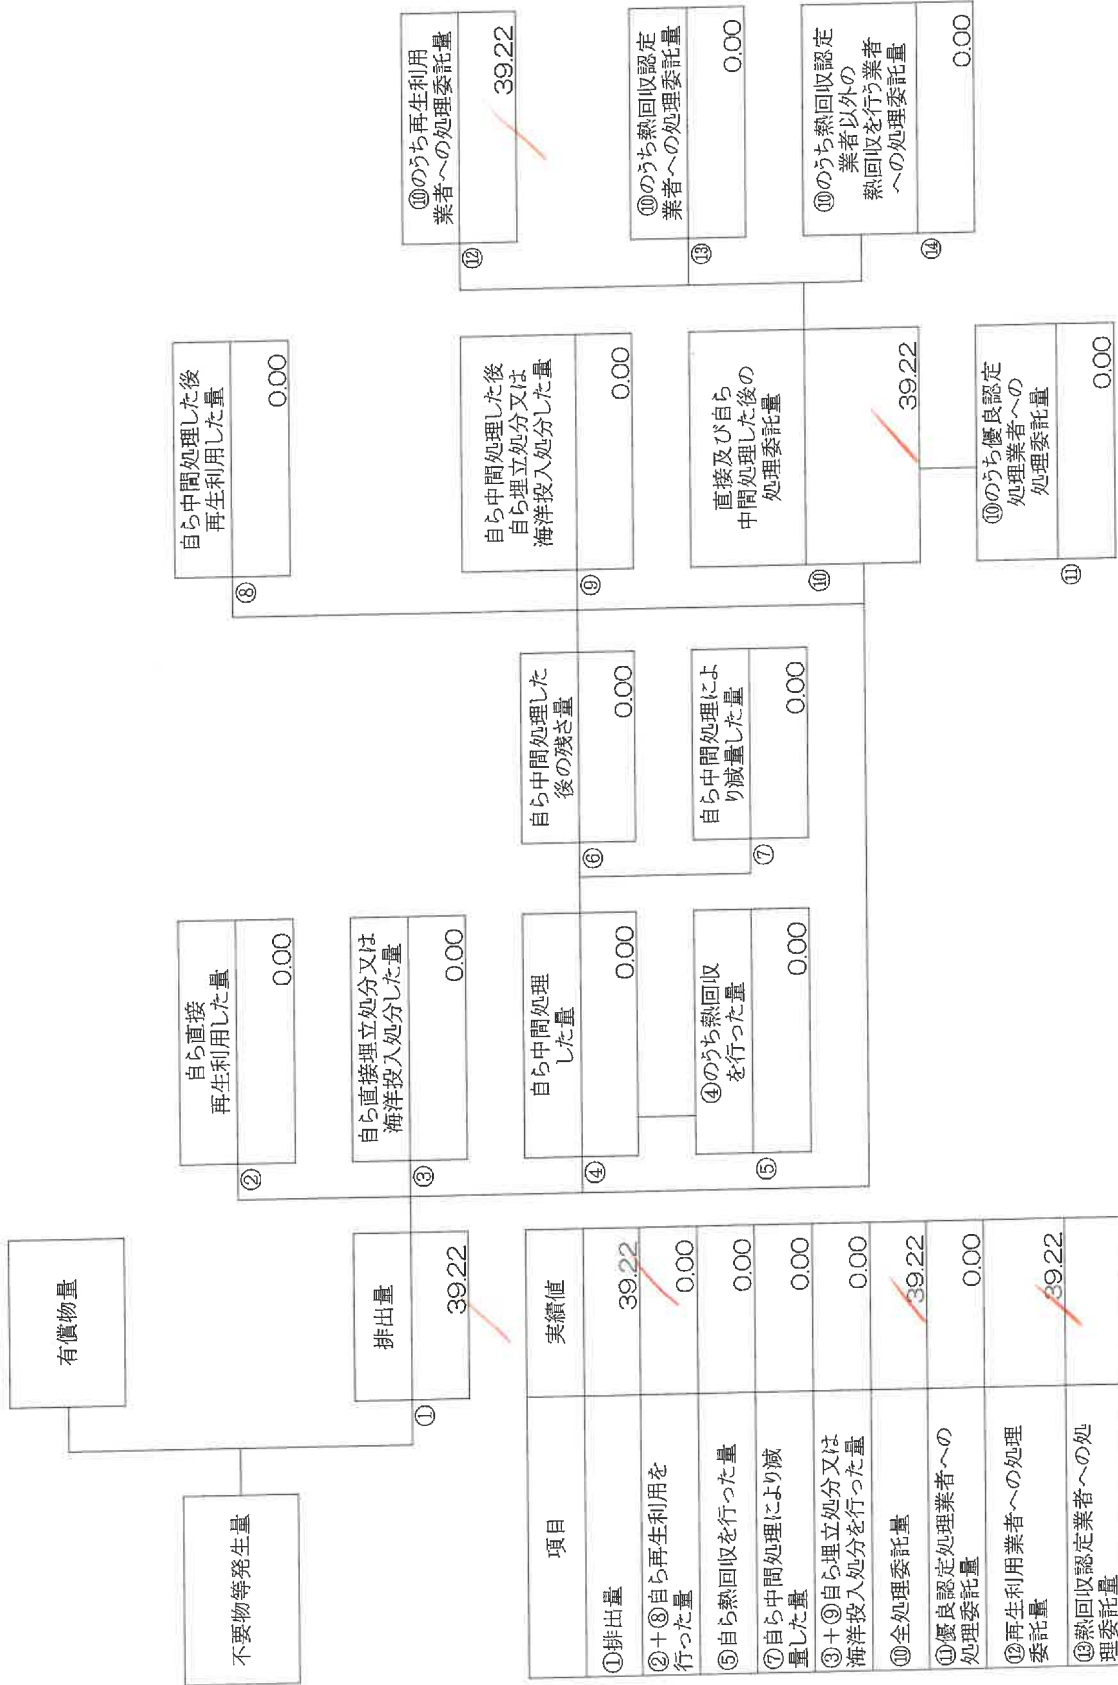 有償物量
不要物等発生量
排出量
① 39.22
自ら直接
再生利用した量
② 0.00
自ら直接埋立処分又は
海洋投入処分した量
③ 0.00
自ら中間処理
した量
④ 0.00
④のうち熱回収
を行った量
⑤ 0.00
自ら中間処理した
後の残さ量
⑥ 0.00
自ら中間処理によ
り減量した量
⑦ 0.00
自ら中間処理した後
再生利用した量
⑧ 0.00
自ら中間処理した後
自ら埋立処分又は
海洋投入処分した量
⑨ 0.00
直接及び自ら
中間処理した後の
処理委託量
⑩ 39.22
⑩のうち優良認定
処理業者への
処理委託量
⑪ 0.00
⑩のうち再生利用
業者への処理委託量
⑫ 39.22
⑩のうち熱回収認定
業者への処理委託量
⑬ 0.00
⑩のうち熱回収認定
業者以外の
熱回収を行う業者
への処理委託量
⑭ 0.00
項目 実績値
①排出量 39.22
②+⑧自ら再生利用を
行った量 0.00
⑤自ら熱回収を行った量 0.00
⑦自ら中間処理により減
量した量 0.00
③+⑨自ら埋立処分又は
海洋投入処分を行った量 0.00
⑩全処理委託量 39.22
⑪優良認定処理業者への
処理委託量 0.00
⑫再生利用業者への処理
委託量 39.22
⑬熱回収認定業者への処
理委託量